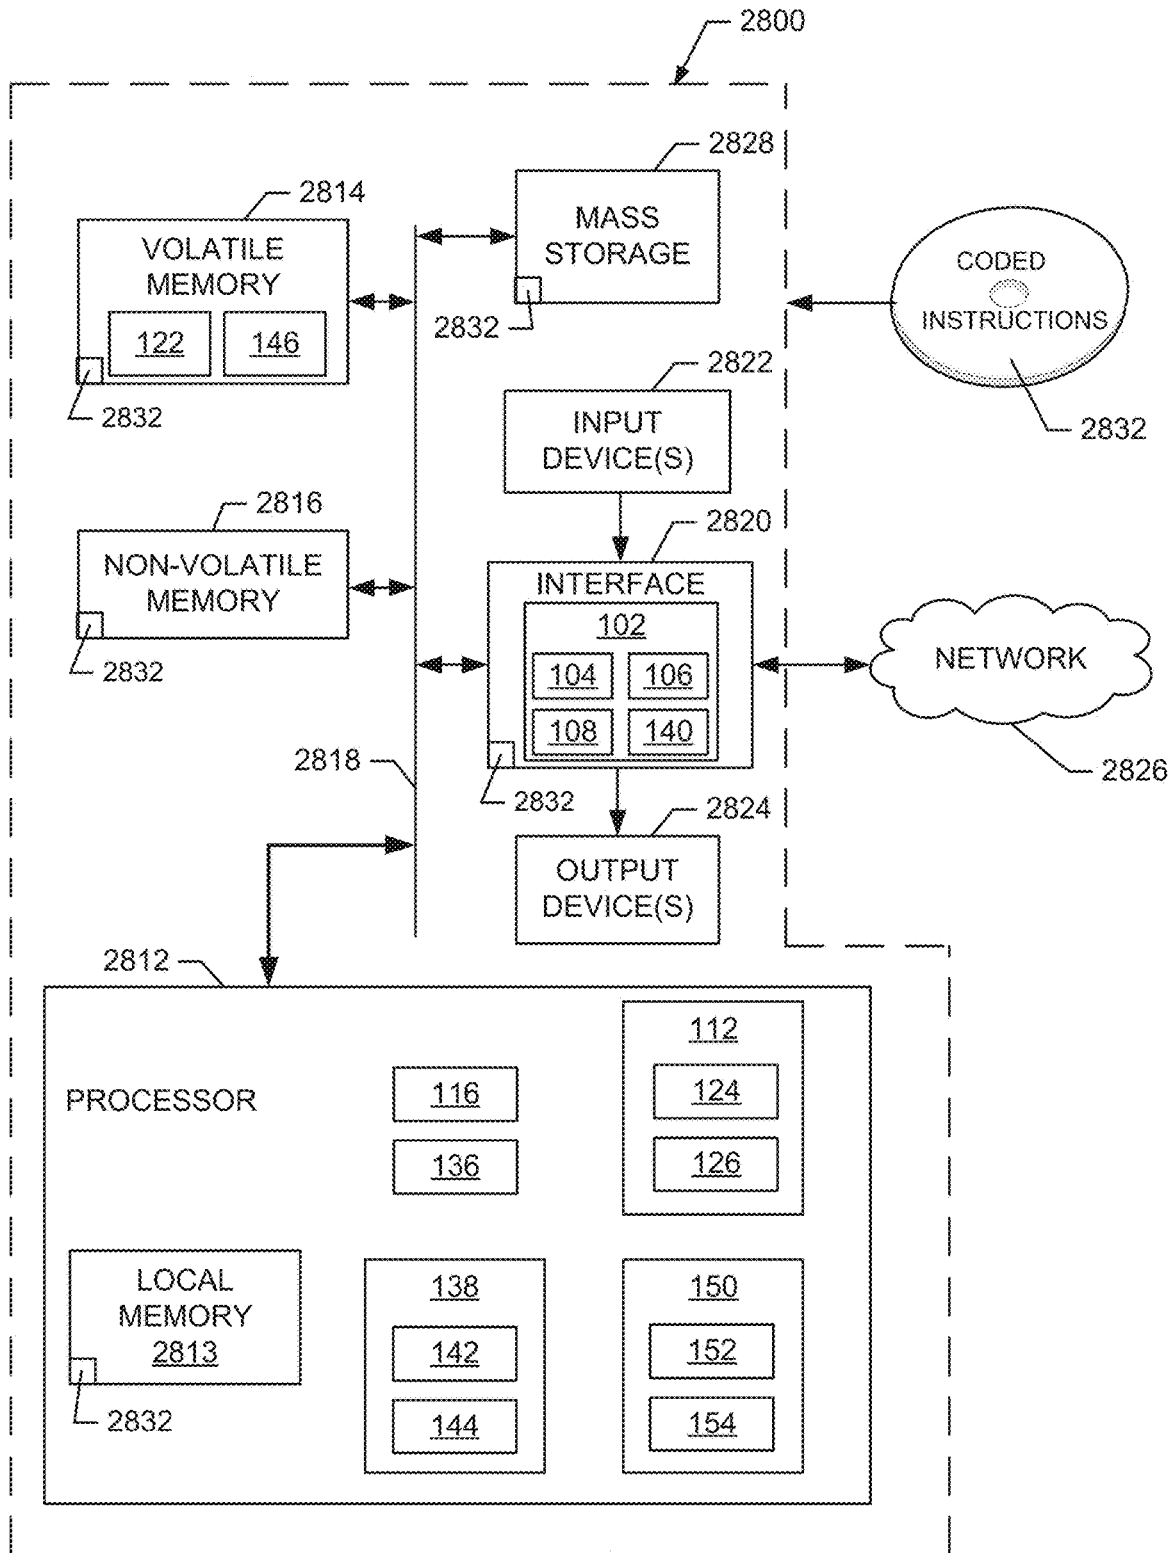 2800
2828
MASS
STORAGE
2832
2814
VOLATILE
MEMORY
122 146
2832
CODED
INSTRUCTIONS
2832
2822
INPUT
DEVICE(S)
2816
NON-VOLATILE
MEMORY
2832
2820
INTERFACE
102
104 106
108 140
2832
NETWORK
2826
2818
2824
OUTPUT
DEVICE(S)
2812
PROCESSOR
116
136
112
124
126
LOCAL
MEMORY
2813
2832
138
142
144
150
152
154